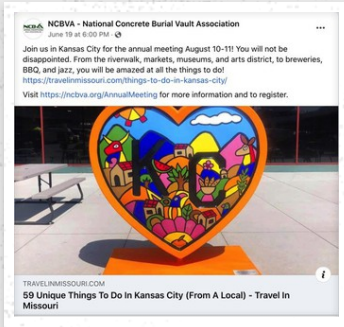 NCBVA
NCBVA - National Concrete Burial Vault Association
June 19 at 6:00 PM ·
Join us in Kansas City for the annual meeting August 10-11! You will not be
disappointed. From the riverwalk, markets, museums, and arts district, to breweries,
BBQ, and jazz, you will be amazed at all the things to do!
https://travelinmissouri.com/things-to-do-in-kansas-city/
Visit https://ncbva.org/AnnualMeeting for more information and to register.
KC
TRAVELINMISSOURI.COM
59 Unique Things To Do In Kansas City (From A Local) - Travel In
Missouri